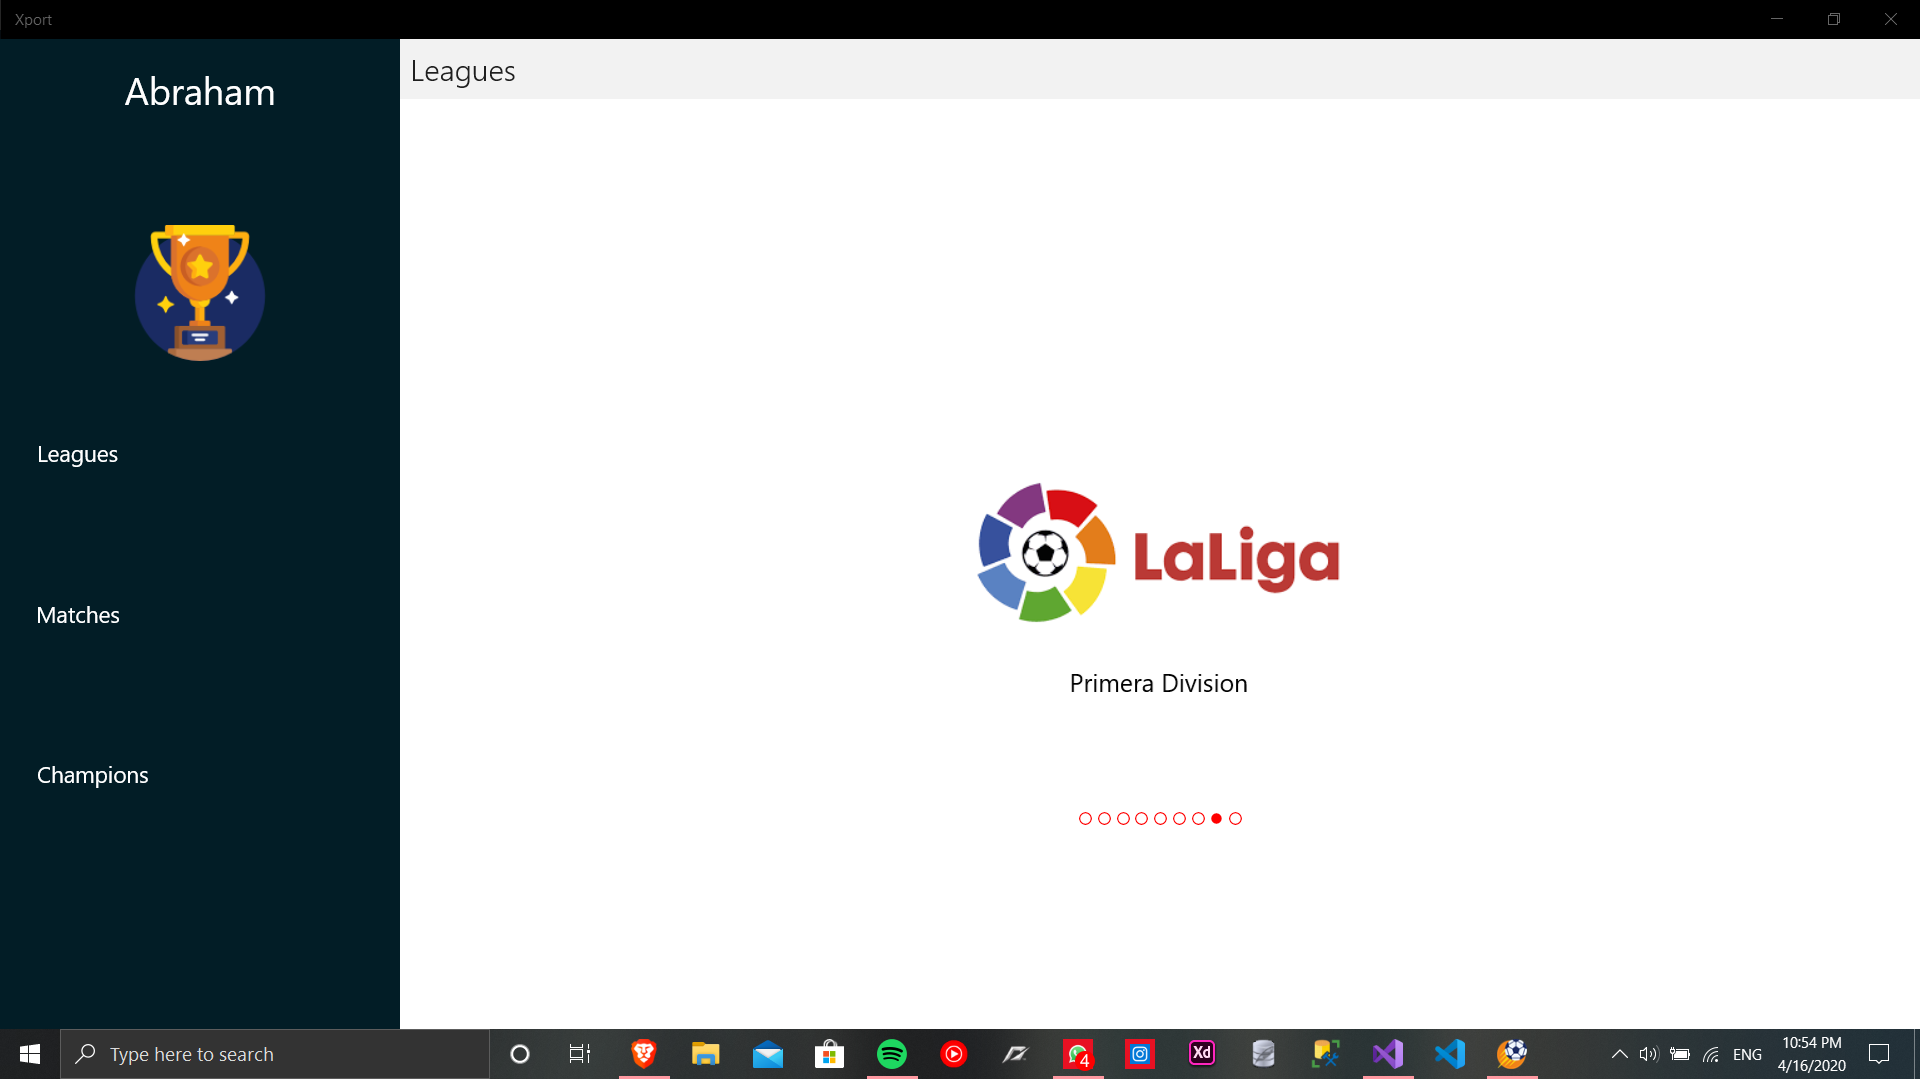 Xport
Abraham
Leagues
Leagues
Matches
Champions
LaLiga
Primera Division
Type here to search
4
Xd
ENG
10:54 PM
4/16/2020